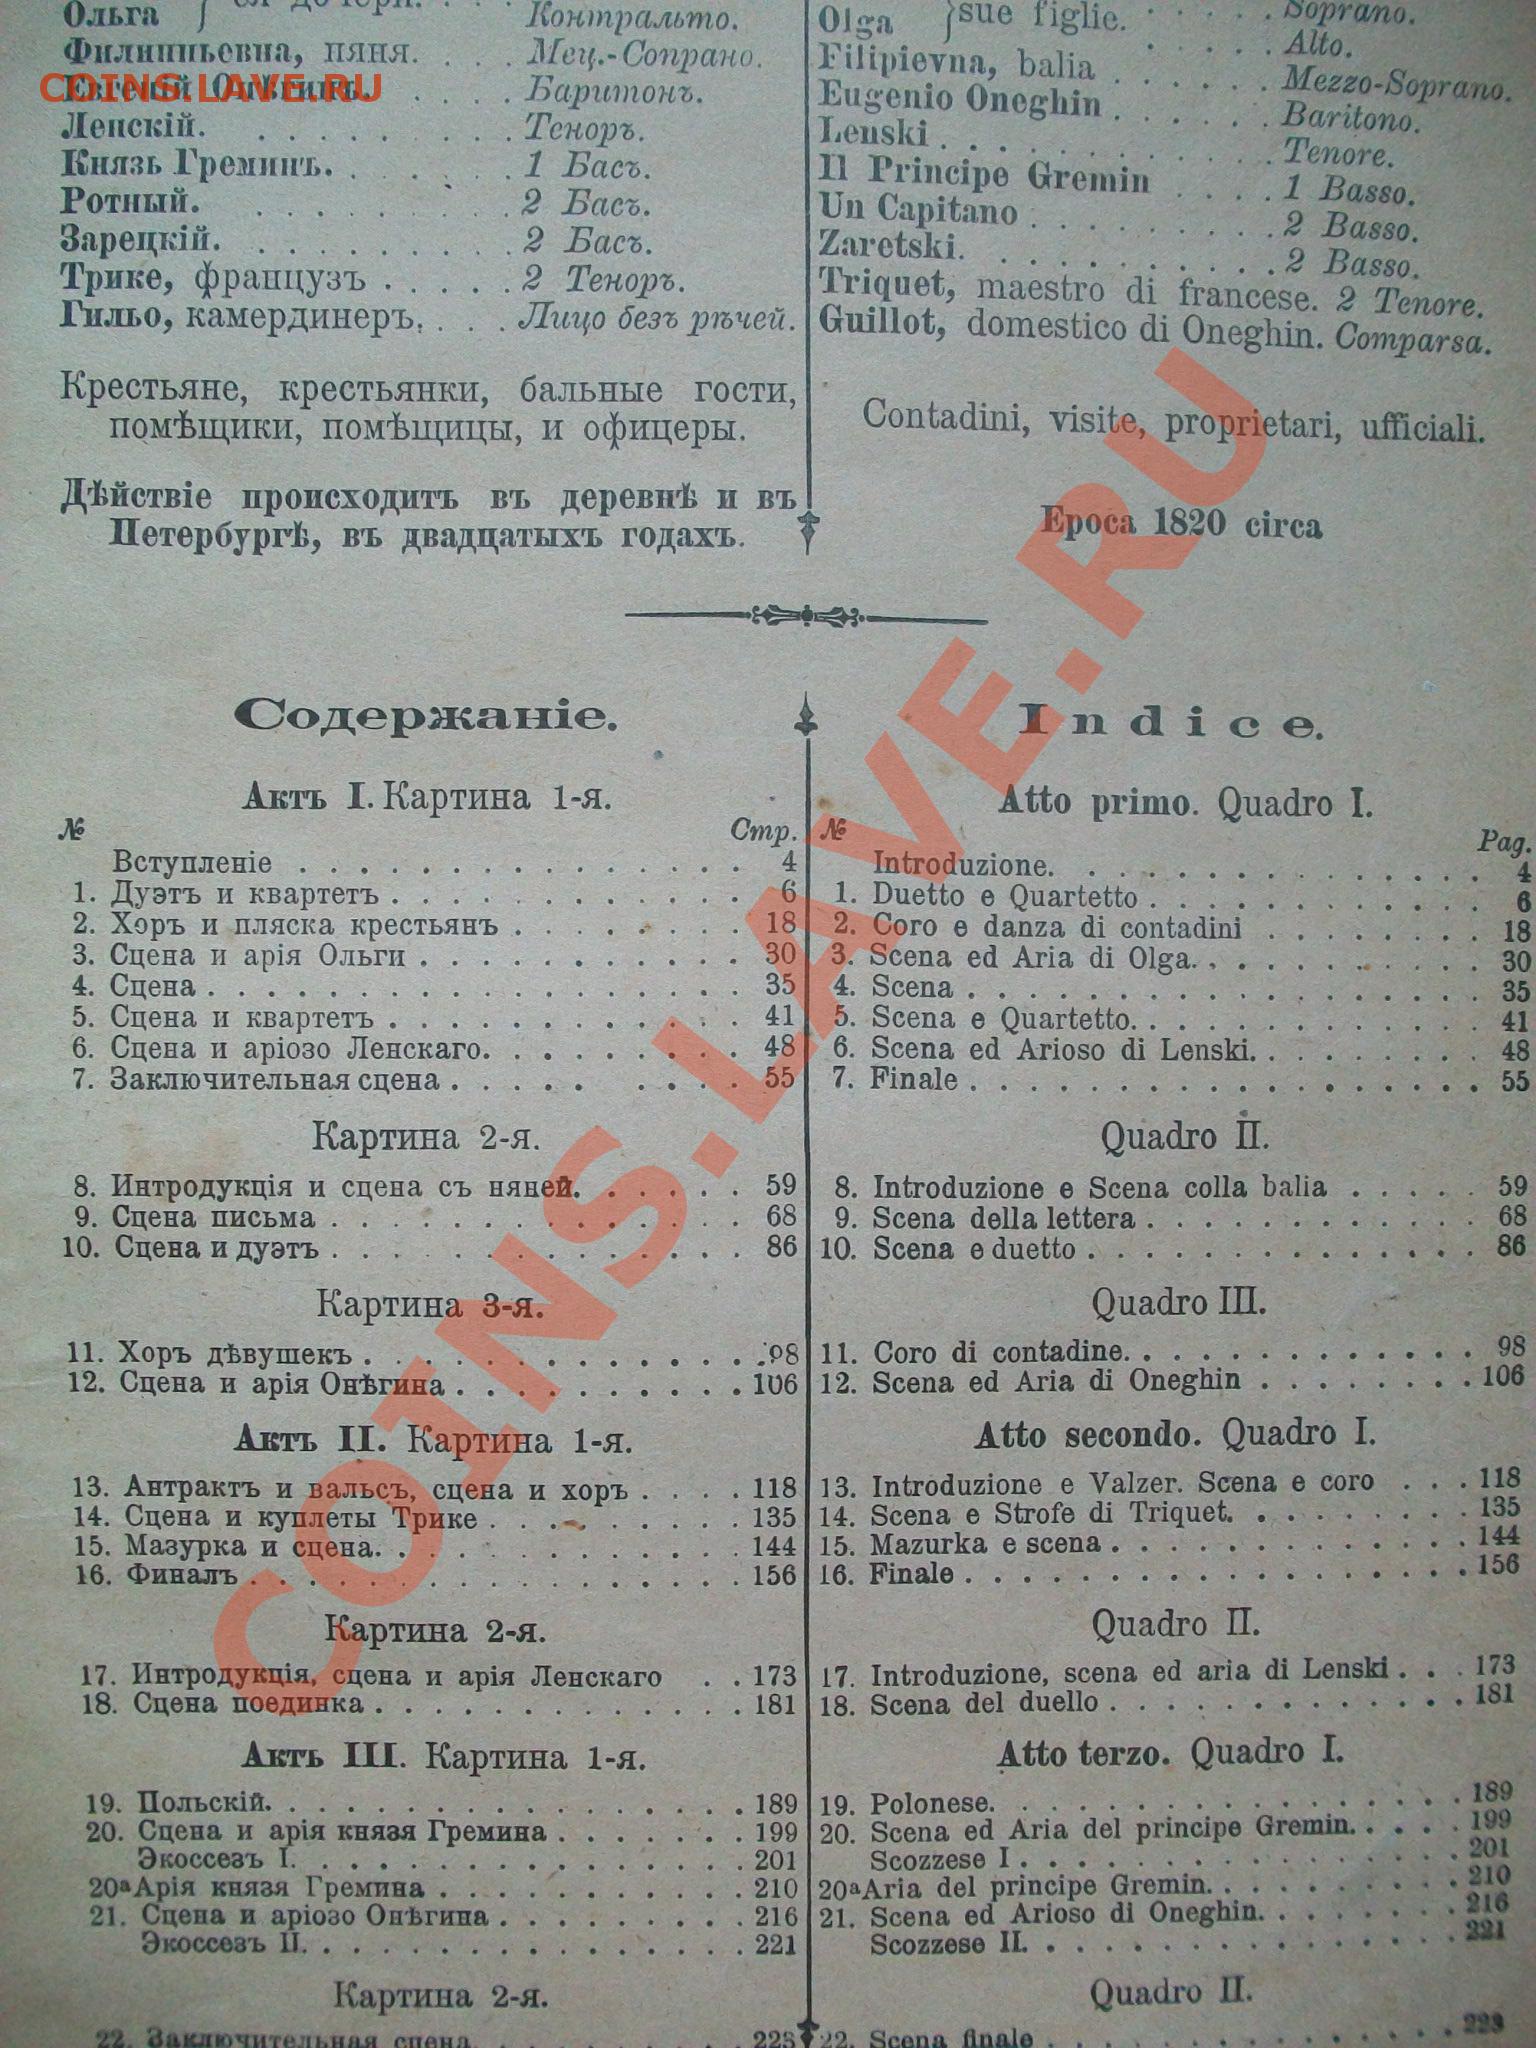 Ольга
Контральто.
Филиппьевна, няня. . . . Мец.-Сопрано.
COINS.LAVE.RU
Евгеній Онѣгинъ. . . . . Баритонъ.
Ленскій. . . . . . . . . Теноръ.
Князь Греминъ. . . . . . 1 Басъ.
Ротный. . . . . . . . . 2 Басъ.
Зарецкій. . . . . . . . . 2 Басъ.
Трике, французъ . . . . . 2 Теноръ.
Гильо, камердинеръ. . . . Лицо безъ рѣчей.
Крестьяне, крестьянки, бальные гости,
помѣщики, помѣщицы, и офицеры.
Дѣйствіе происходитъ въ деревнѣ и въ
Петербургѣ, въ двадцатыхъ годахъ.
Soprano.
Olga } sue figlie. . . . . Alto.
Filipievna, balia . . . . . Mezzo-Soprano.
Eugenio Oneghin . . . . . . Baritono.
Lenski . . . . . . . . . . . Tenore.
Il Principe Gremin . . . . 1 Basso.
Un Capitano . . . . . . . . 2 Basso.
Zaretski. . . . . . . . . . 2 Basso.
Triquet, maestro di francese. 2 Tenore.
Guillot, domestico di Oneghin. Comparsa.
Contadini, visite, proprietari, ufficiali.
Epoca 1820 circa
Содержаніе.
Актъ I. Картина 1-я.
№ Стр.
Вступленіе . . . . . . . . . . 4
1. Дуэтъ и квартетъ . . . . . . . . 6
2. Хоръ и пляска крестьянъ . . . . . 18
3. Сцена и арія Ольги . . . . . . . 30
4. Сцена . . . . . . . . . . . . 35
5. Сцена и квартетъ . . . . . . . . 41
6. Сцена и аріозо Ленскаго. . . . . . 48
7. Заключительная сцена . . . . . . 55
Картина 2-я.
8. Интродукція и сцена съ няней. . . . 59
9. Сцена письма . . . . . . . . . . 68
10. Сцена и дуэтъ . . . . . . . . . 86
Картина 3-я.
11. Хоръ дѣвушекъ . . . . . . . . . 98
12. Сцена и арія Онѣгина . . . . . . 106
Актъ II. Картина 1-я.
13. Антрактъ и вальсъ, сцена и хоръ . . . . 118
14. Сцена и куплеты Трике . . . . . . 135
15. Мазурка и сцена. . . . . . . . . 144
16. Финалъ . . . . . . . . . . . . 156
Картина 2-я.
17. Интродукція, сцена и арія Ленскаго . . 173
18. Сцена поединка . . . . . . . . . 181
Актъ III. Картина 1-я.
19. Польскій. . . . . . . . . . . . 189
20. Сцена и арія князя Гремина . . . . . 199
Экоссезъ I. . . . . . . . . . . 201
20а Арія князя Гремина . . . . . . . 210
21. Сцена и аріозо Онѣгина . . . . . . 216
Экоссезъ II. . . . . . . . . . . 221
Картина 2-я.
22. Заключительная сцена . . . . . . 223
Indice.
Atto primo. Quadro I.
№ Pag.
Introduzione. . . . . . . . . . 4
1. Duetto e Quartetto . . . . . . . . 6
2. Coro e danza di contadini . . . . . 18
3. Scena ed Aria di Olga. . . . . . . 30
4. Scena . . . . . . . . . . . . 35
5. Scena e Quartetto. . . . . . . . . 41
6. Scena ed Arioso di Lenski. . . . . . 48
7. Finale . . . . . . . . . . . . 55
Quadro II.
8. Introduzione e Scena colla balia . . . . 59
9. Scena della lettera . . . . . . . . 68
10. Scena e duetto . . . . . . . . . 86
Quadro III.
11. Coro di contadine. . . . . . . . . 98
12. Scena ed Aria di Oneghin . . . . . . 106
Atto secondo. Quadro I.
13. Introduzione e Valzer. Scena e coro . . . 118
14. Scena e Strofe di Triquet. . . . . . 135
15. Mazurka e scena . . . . . . . . . 144
16. Finale . . . . . . . . . . . . 156
Quadro II.
17. Introduzione, scena ed aria di Lenski . . . 173
18. Scena del duello . . . . . . . . . 181
Atto terzo. Quadro I.
19. Polonese. . . . . . . . . . . . 189
20. Scena ed Aria del principe Gremin. . . . . 199
Scozzese I . . . . . . . . . . . 201
20a Aria del principe Gremin. . . . . . . 210
21. Scena ed Arioso di Oneghin. . . . . . 216
Scozzese II. . . . . . . . . . . 221
Quadro II.
22. Scena finale . . . . . . . . . . 223
COINS.LAVE.RU